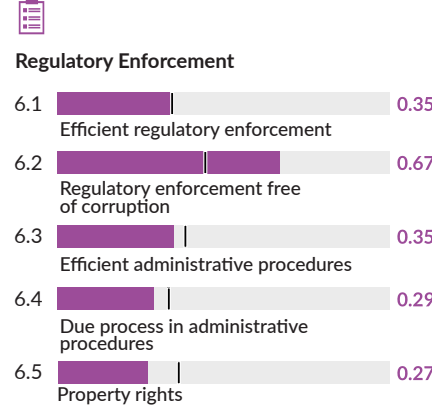 Regulatory Enforcement
6.1 0.35
Efficient regulatory enforcement
6.2 0.67
Regulatory enforcement free
of corruption
6.3 0.35
Efficient administrative procedures
6.4 0.29
Due process in administrative
procedures
6.5 0.27
Property rights